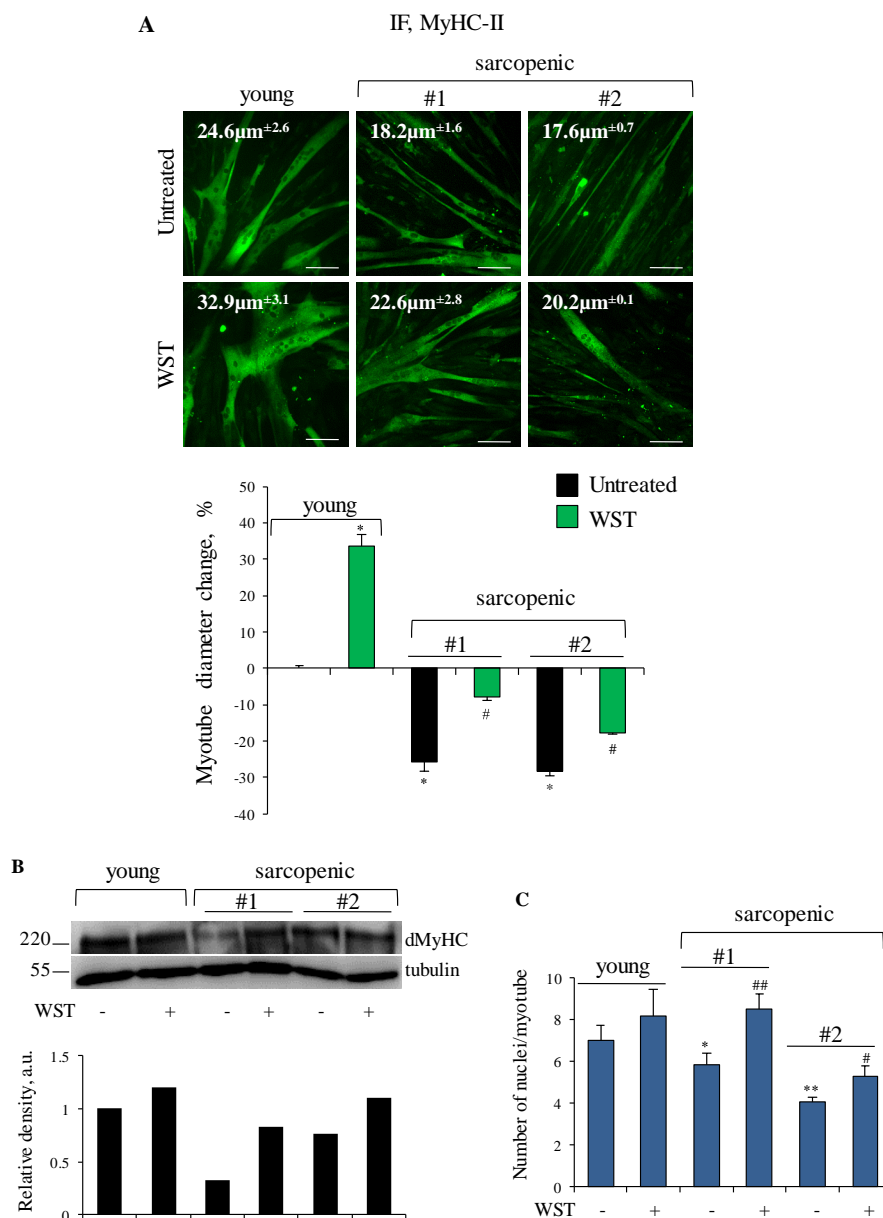 A
IF, MyHC-II
sarcopenic
young
#1
#2
Untreated
24.6μm±2.6
18.2μm±1.6
17.6μm±0.7
WST
32.9μm±3.1
22.6μm±2.8
20.2μm±0.1
Untreated
WST
Myotube diameter change, %
50
40
30
20
10
0
-10
-20
-30
-40
young
*
sarcopenic
#1
#2
*
#
*
#
B
young
sarcopenic
#1
#2
220
dMyHC
55
tubulin
WST - + - + - +
Relative density, a.u.
1.5
1
0.5
0
C
sarcopenic
young
#1
#2
Number of nuclei/myotube
10
8
6
4
2
0
*
##
**
#
WST - + - + - +